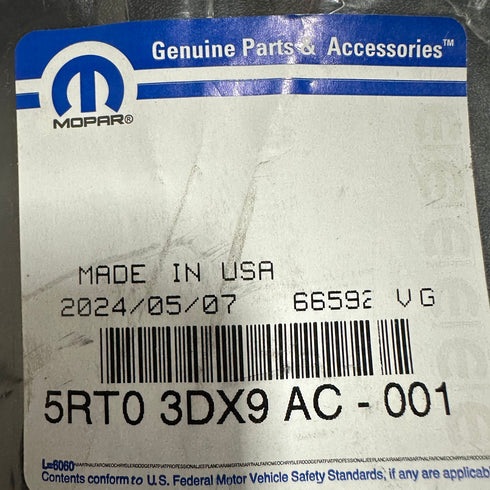 Genuine Parts & Accessories™
MOPAR®
MADE IN USA
2024/05/07 66592 VG
5RT0 3DX9 AC - 001
L=6060
Contents conform to U.S. Federal Motor Vehicle Safety Standards, if any are applicabl